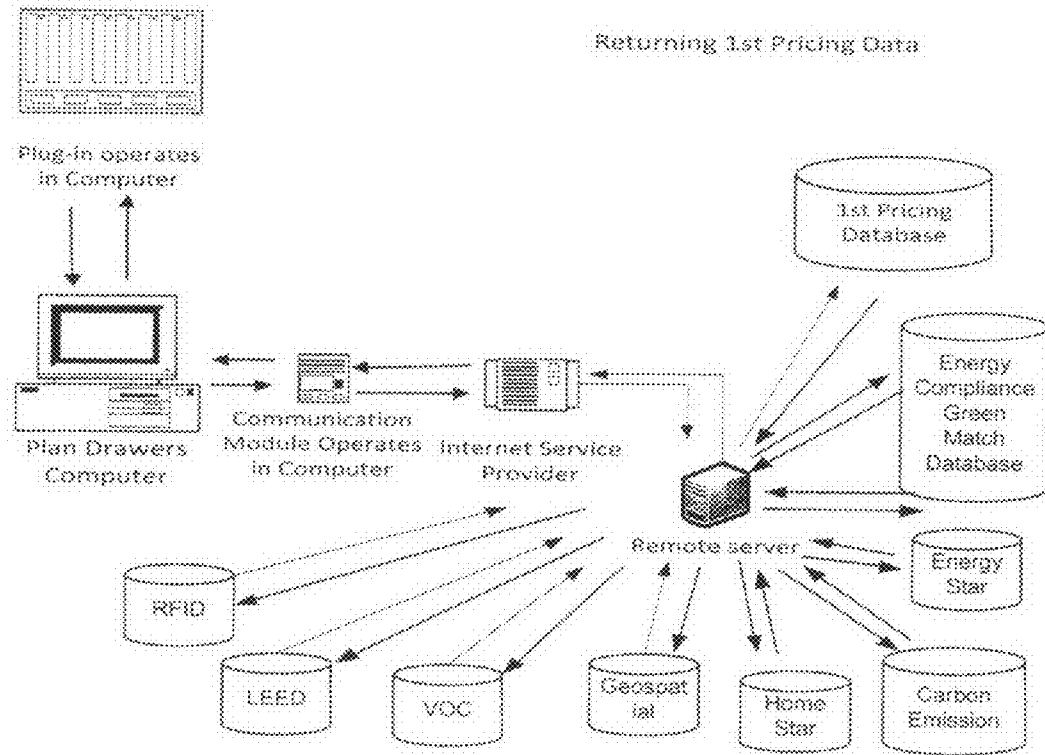 Returning 1st Pricing Data
Plug-in operates
in Computer
1st Pricing
Database
Energy
Compliance
Green
Match
Database
Plan Drawers
Computer
Communication
Module Operates
in Computer
Internet Service
Provider
Remote server
Energy
Star
RFID
LEED
VOC
Geospat
ial
Home
Star
Carbon
Emission